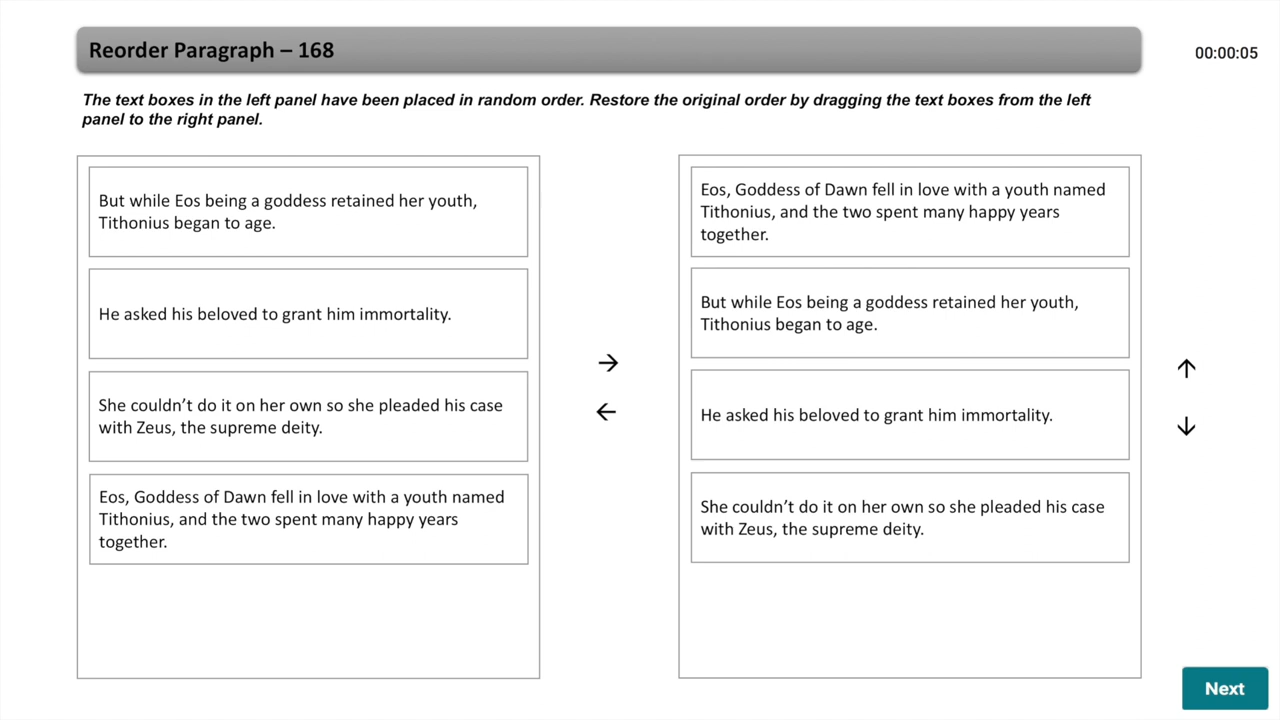 Reorder Paragraph – 168
00:00:05
The text boxes in the left panel have been placed in random order. Restore the original order by dragging the text boxes from the left
panel to the right panel.
But while Eos being a goddess retained her youth,
Tithonius began to age.
He asked his beloved to grant him immortality.
She couldn’t do it on her own so she pleaded his case
with Zeus, the supreme deity.
Eos, Goddess of Dawn fell in love with a youth named
Tithonius, and the two spent many happy years
together.
→
←
Eos, Goddess of Dawn fell in love with a youth named
Tithonius, and the two spent many happy years
together.
But while Eos being a goddess retained her youth,
Tithonius began to age.
He asked his beloved to grant him immortality.
She couldn’t do it on her own so she pleaded his case
with Zeus, the supreme deity.
↑
↓
Next